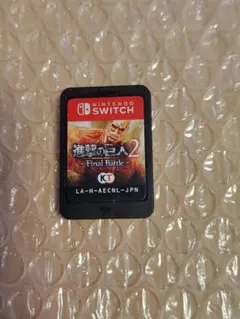 NINTENDO
SWITCH
進撃の巨人2
- Final Battle -
KT
LA-H-AECNL-JPN